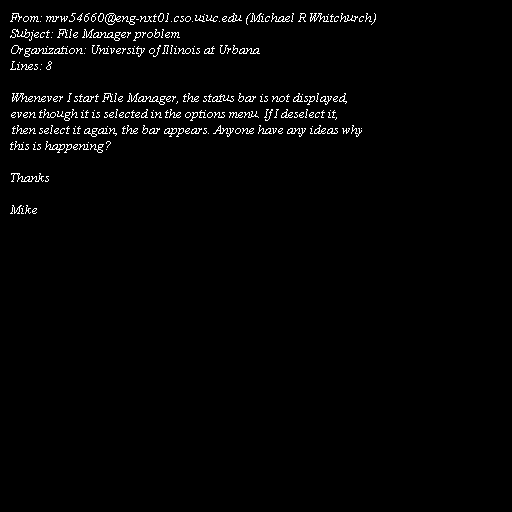 From: mrw54660@eng-nxt01.cso.uiuc.edu (Michael R Whitchurch)
Subject: File Manager problem
Organization: University of Illinois at Urbana
Lines: 8

Whenever I start File Manager, the status bar is not displayed,
even though it is selected in the options menu. If I deselect it,
then select it again, the bar appears. Anyone have any ideas why
this is happening?

Thanks

Mike